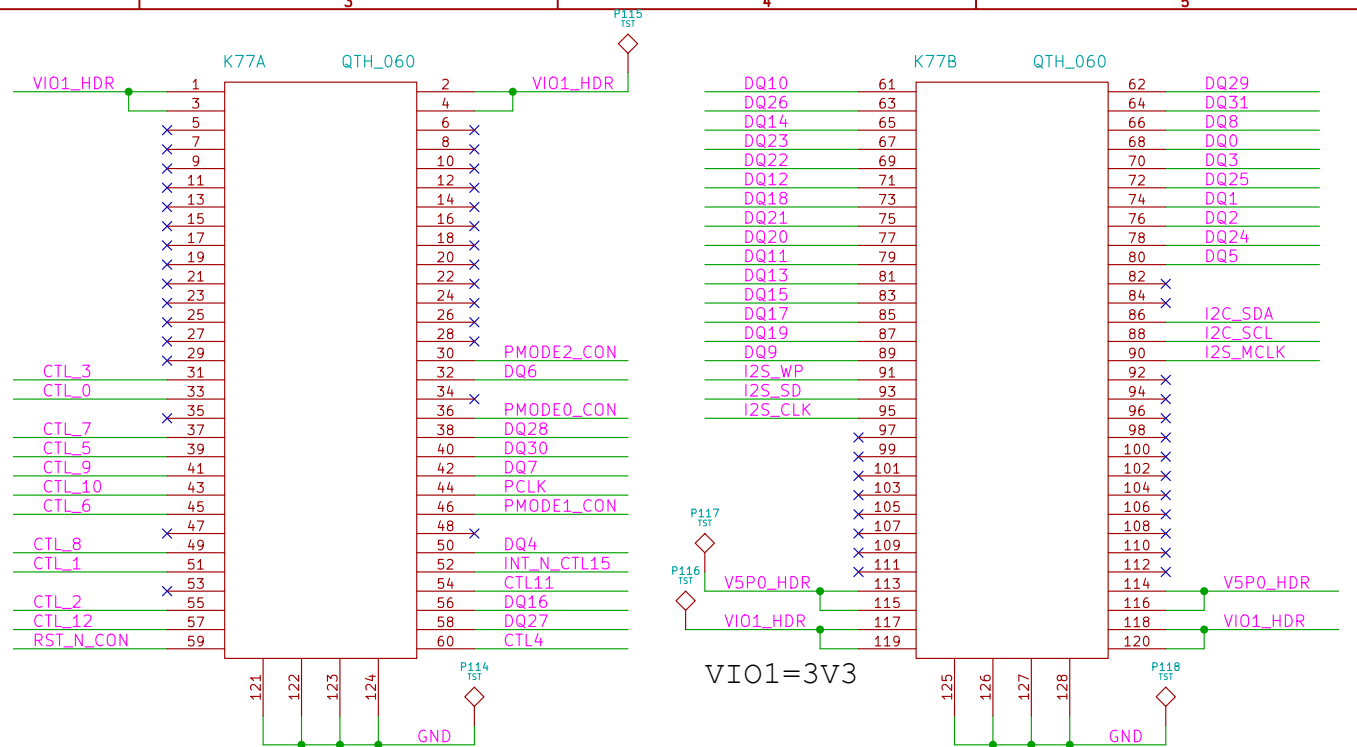 3 4 5
P115
TST
K77A QTH_060 K77B QTH_060
VIO1_HDR 1 2 VIO1_HDR DQ10 61 62 DQ29
3 4 DQ26 63 64 DQ31
5 6 DQ14 65 66 DQ8
7 8 DQ23 67 68 DQ0
9 10 DQ22 69 70 DQ3
11 12 DQ12 71 72 DQ25
13 14 DQ18 73 74 DQ1
15 16 DQ21 75 76 DQ2
17 18 DQ20 77 78 DQ24
19 20 DQ11 79 80 DQ5
21 22 DQ13 81 82
23 24 DQ15 83 84
25 26 DQ17 85 86 I2C_SDA
27 28 DQ19 87 88 I2C_SCL
29 30 PMODE2_CON DQ9 89 90 I2S_MCLK
CTL_3 31 32 DQ6 I2S_WP 91 92
CTL_0 33 34 I2S_SD 93 94
35 36 PMODE0_CON I2S_CLK 95 96
CTL_7 37 38 DQ28 97 98
CTL_5 39 40 DQ30 99 100
CTL_9 41 42 DQ7 101 102
CTL_10 43 44 PCLK 103 104
CTL_6 45 46 PMODE1_CON 105 106
47 48 107 108
CTL_8 49 50 DQ4 109 110
CTL_1 51 52 INT_N_CTL15 111 112
53 54 CTL11 V5P0_HDR 113 114 V5P0_HDR
CTL_2 55 56 DQ16 115 116
CTL_12 57 58 DQ27 VIO1_HDR 117 118 VIO1_HDR
RST_N_CON 59 60 CTL4 119 120
P117
TST
P116
TST
VIO1=3V3
P114
TST
P118
TST
121 122 123 124 125 126 127 128
GND GND